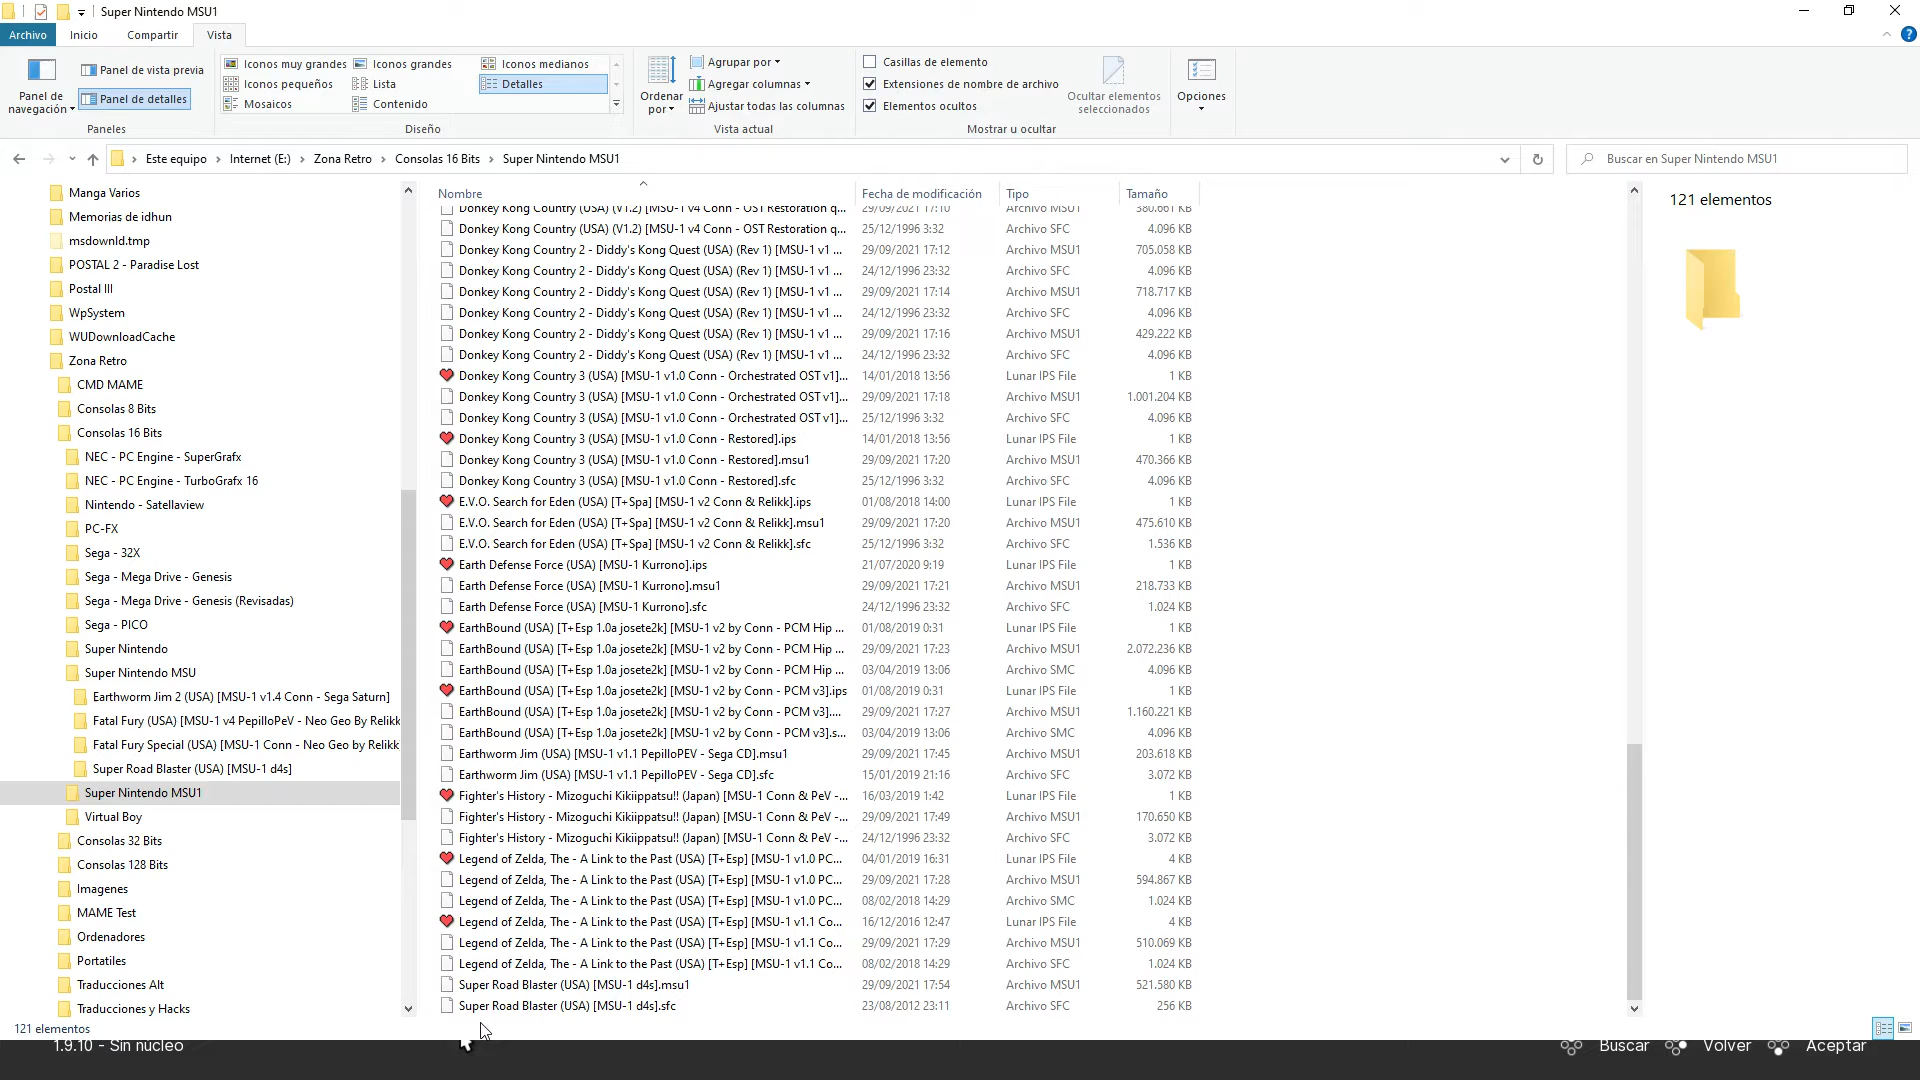 Super Nintendo MSU1
Archivo Inicio Compartir Vista
Panel de navegación
Panel de vista previa
Panel de detalles
Paneles
Iconos muy grandes Iconos grandes Iconos medianos
Iconos pequeños Lista Detalles
Mosaicos Contenido
Diseño
Ordenar por
Agrupar por
Agregar columnas
Ajustar todas las columnas
Vista actual
Casillas de elemento
Extensiones de nombre de archivo
Elementos ocultos
Ocultar elementos seleccionados
Mostrar u ocultar
Opciones
Este equipo > Internet (E:) > Zona Retro > Consolas 16 Bits > Super Nintendo MSU1
Buscar en Super Nintendo MSU1
Manga Varios
Memorias de idhun
msdownld.tmp
POSTAL 2 - Paradise Lost
Postal III
WpSystem
WUDownloadCache
Zona Retro
CMD MAME
Consolas 8 Bits
Consolas 16 Bits
NEC - PC Engine - SuperGrafx
NEC - PC Engine - TurboGrafx 16
Nintendo - Satellaview
PC-FX
Sega - 32X
Sega - Mega Drive - Genesis
Sega - Mega Drive - Genesis (Revisadas)
Sega - PICO
Super Nintendo
Super Nintendo MSU
Earthworm Jim 2 (USA) [MSU-1 v1.4 Conn - Sega Saturn]
Fatal Fury (USA) [MSU-1 v4 PepilloPeV - Neo Geo By Relikk
Fatal Fury Special (USA) [MSU-1 Conn - Neo Geo by Relikk
Super Road Blaster (USA) [MSU-1 d4s]
Super Nintendo MSU1
Virtual Boy
Consolas 32 Bits
Consolas 128 Bits
Imagenes
MAME Test
Ordenadores
Portatiles
Traducciones Alt
Traducciones y Hacks
Nombre Fecha de modificación Tipo Tamaño
Donkey Kong Country (USA) (V1.2) [MSU-1 v4 Conn - OST Restoration q... 29/09/2021 17:10 Archivo MSU1 380.661 KB
Donkey Kong Country (USA) (V1.2) [MSU-1 v4 Conn - OST Restoration q... 25/12/1996 3:32 Archivo SFC 4.096 KB
Donkey Kong Country 2 - Diddy's Kong Quest (USA) (Rev 1) [MSU-1 v1 ... 29/09/2021 17:12 Archivo MSU1 705.058 KB
Donkey Kong Country 2 - Diddy's Kong Quest (USA) (Rev 1) [MSU-1 v1 ... 24/12/1996 23:32 Archivo SFC 4.096 KB
Donkey Kong Country 2 - Diddy's Kong Quest (USA) (Rev 1) [MSU-1 v1 ... 29/09/2021 17:14 Archivo MSU1 718.717 KB
Donkey Kong Country 2 - Diddy's Kong Quest (USA) (Rev 1) [MSU-1 v1 ... 24/12/1996 23:32 Archivo SFC 4.096 KB
Donkey Kong Country 2 - Diddy's Kong Quest (USA) (Rev 1) [MSU-1 v1 ... 29/09/2021 17:16 Archivo MSU1 429.222 KB
Donkey Kong Country 2 - Diddy's Kong Quest (USA) (Rev 1) [MSU-1 v1 ... 24/12/1996 23:32 Archivo SFC 4.096 KB
Donkey Kong Country 3 (USA) [MSU-1 v1.0 Conn - Orchestrated OST v1]... 14/01/2018 13:56 Lunar IPS File 1 KB
Donkey Kong Country 3 (USA) [MSU-1 v1.0 Conn - Orchestrated OST v1]... 29/09/2021 17:18 Archivo MSU1 1.001.204 KB
Donkey Kong Country 3 (USA) [MSU-1 v1.0 Conn - Orchestrated OST v1]... 25/12/1996 3:32 Archivo SFC 4.096 KB
Donkey Kong Country 3 (USA) [MSU-1 v1.0 Conn - Restored].ips 14/01/2018 13:56 Lunar IPS File 1 KB
Donkey Kong Country 3 (USA) [MSU-1 v1.0 Conn - Restored].msu1 29/09/2021 17:20 Archivo MSU1 470.366 KB
Donkey Kong Country 3 (USA) [MSU-1 v1.0 Conn - Restored].sfc 25/12/1996 3:32 Archivo SFC 4.096 KB
E.V.O. Search for Eden (USA) [T+Spa] [MSU-1 v2 Conn & Relikk].ips 01/08/2018 14:00 Lunar IPS File 1 KB
E.V.O. Search for Eden (USA) [T+Spa] [MSU-1 v2 Conn & Relikk].msu1 29/09/2021 17:20 Archivo MSU1 475.610 KB
E.V.O. Search for Eden (USA) [T+Spa] [MSU-1 v2 Conn & Relikk].sfc 25/12/1996 3:32 Archivo SFC 1.536 KB
Earth Defense Force (USA) [MSU-1 Kurrono].ips 21/07/2020 9:19 Lunar IPS File 1 KB
Earth Defense Force (USA) [MSU-1 Kurrono].msu1 29/09/2021 17:21 Archivo MSU1 218.733 KB
Earth Defense Force (USA) [MSU-1 Kurrono].sfc 24/12/1996 23:32 Archivo SFC 1.024 KB
EarthBound (USA) [T+Esp 1.0a josete2k] [MSU-1 v2 by Conn - PCM Hip ... 01/08/2019 0:31 Lunar IPS File 1 KB
EarthBound (USA) [T+Esp 1.0a josete2k] [MSU-1 v2 by Conn - PCM Hip ... 29/09/2021 17:23 Archivo MSU1 2.072.236 KB
EarthBound (USA) [T+Esp 1.0a josete2k] [MSU-1 v2 by Conn - PCM Hip ... 03/04/2019 13:06 Archivo SMC 4.096 KB
EarthBound (USA) [T+Esp 1.0a josete2k] [MSU-1 v2 by Conn - PCM v3].ips 01/08/2019 0:31 Lunar IPS File 1 KB
EarthBound (USA) [T+Esp 1.0a josete2k] [MSU-1 v2 by Conn - PCM v3].... 29/09/2021 17:27 Archivo MSU1 1.160.221 KB
EarthBound (USA) [T+Esp 1.0a josete2k] [MSU-1 v2 by Conn - PCM v3].s... 03/04/2019 13:06 Archivo SMC 4.096 KB
Earthworm Jim (USA) [MSU-1 v1.1 PepilloPEV - Sega CD].msu1 29/09/2021 17:45 Archivo MSU1 203.618 KB
Earthworm Jim (USA) [MSU-1 v1.1 PepilloPEV - Sega CD].sfc 15/01/2019 21:16 Archivo SFC 3.072 KB
Fighter's History - Mizoguchi Kikiippatsu!! (Japan) [MSU-1 Conn & PeV -... 16/03/2019 1:42 Lunar IPS File 1 KB
Fighter's History - Mizoguchi Kikiippatsu!! (Japan) [MSU-1 Conn & PeV -... 29/09/2021 17:49 Archivo MSU1 170.650 KB
Fighter's History - Mizoguchi Kikiippatsu!! (Japan) [MSU-1 Conn & PeV -... 24/12/1996 23:32 Archivo SFC 3.072 KB
Legend of Zelda, The - A Link to the Past (USA) [T+Esp] [MSU-1 v1.0 PC... 04/01/2019 16:31 Lunar IPS File 4 KB
Legend of Zelda, The - A Link to the Past (USA) [T+Esp] [MSU-1 v1.0 PC... 29/09/2021 17:28 Archivo MSU1 594.867 KB
Legend of Zelda, The - A Link to the Past (USA) [T+Esp] [MSU-1 v1.0 PC... 08/02/2018 14:29 Archivo SMC 1.024 KB
Legend of Zelda, The - A Link to the Past (USA) [T+Esp] [MSU-1 v1.1 Co... 16/12/2016 12:47 Lunar IPS File 4 KB
Legend of Zelda, The - A Link to the Past (USA) [T+Esp] [MSU-1 v1.1 Co... 29/09/2021 17:29 Archivo MSU1 510.069 KB
Legend of Zelda, The - A Link to the Past (USA) [T+Esp] [MSU-1 v1.1 Co... 08/02/2018 14:29 Archivo SFC 1.024 KB
Super Road Blaster (USA) [MSU-1 d4s].msu1 29/09/2021 17:54 Archivo MSU1 521.580 KB
Super Road Blaster (USA) [MSU-1 d4s].sfc 23/08/2012 23:11 Archivo SFC 256 KB
121 elementos
121 elementos
1.9.10 - Sin núcleo
Buscar Volver Aceptar